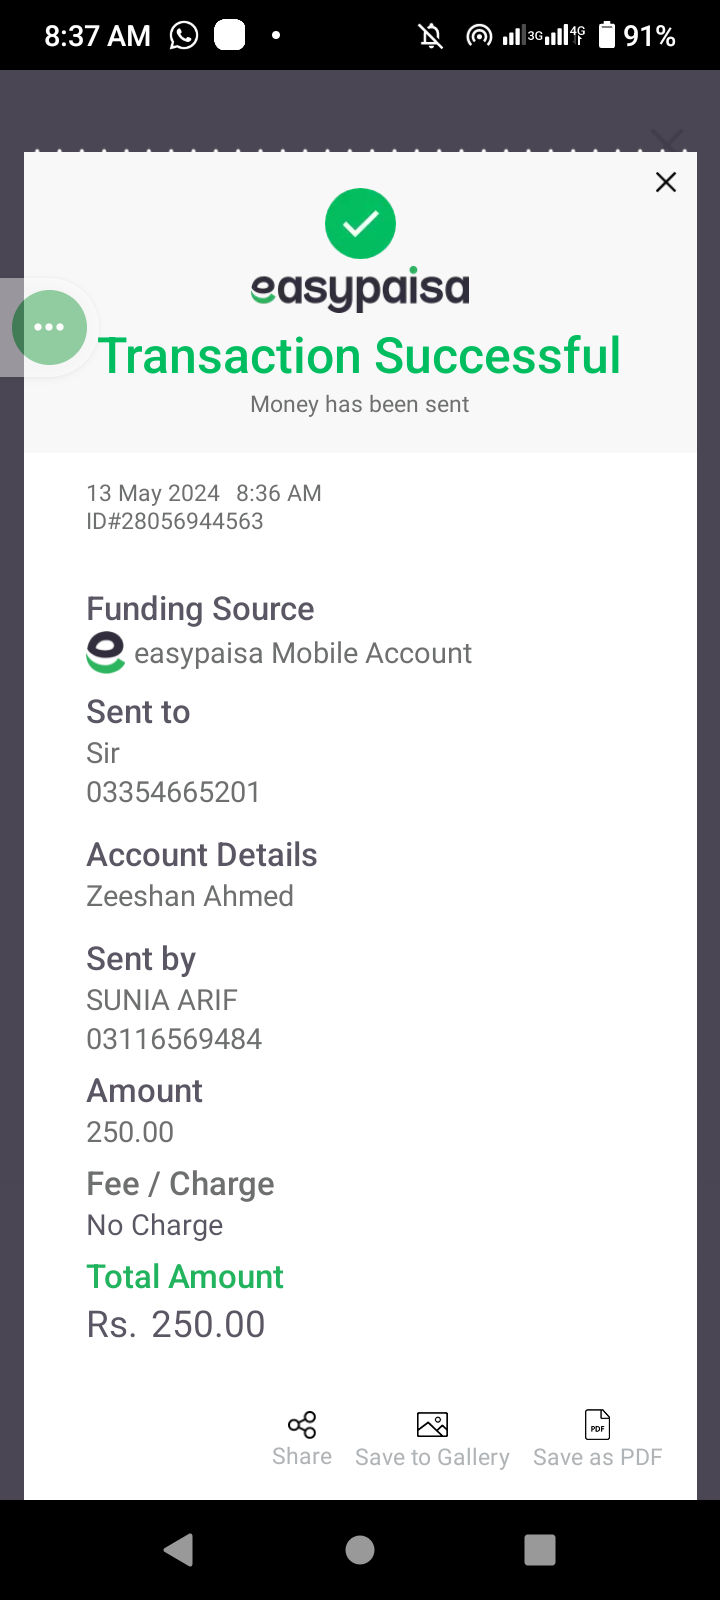 8:37 AM
3G 4G 91%
easypaisa
Transaction Successful
Money has been sent
13 May 2024 8:36 AM
ID#28056944563
Funding Source
easypaisa Mobile Account
Sent to
Sir
03354665201
Account Details
Zeeshan Ahmed
Sent by
SUNIA ARIF
03116569484
Amount
250.00
Fee / Charge
No Charge
Total Amount
Rs. 250.00
PDF
Share Save to Gallery Save as PDF